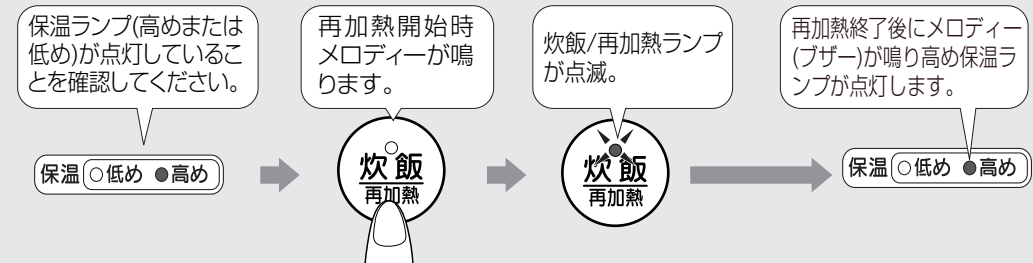 保温ランプ(高めまたは
低め)が点灯しているこ
とを確認してください。
再加熱開始時
メロディーが鳴
ります。
炊飯/再加熱ランプ
が点滅。
再加熱終了後にメロディー
(ブザー)が鳴り高め保温ラ
ンプが点灯します。
保温 ○低め ●高め
炊飯
再加熱
炊飯
再加熱
保温 ○低め ●高め